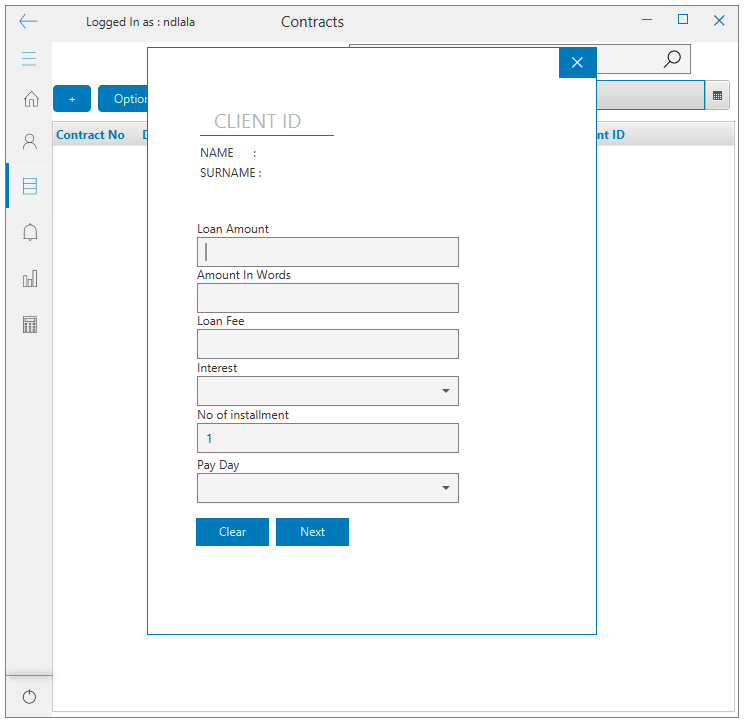 Logged In as : ndlala
Contracts
+
Option
Contract No
nt ID
CLIENT ID
NAME :
SURNAME :
Loan Amount
Amount In Words
Loan Fee
Interest
No of installment
1
Pay Day
Clear
Next